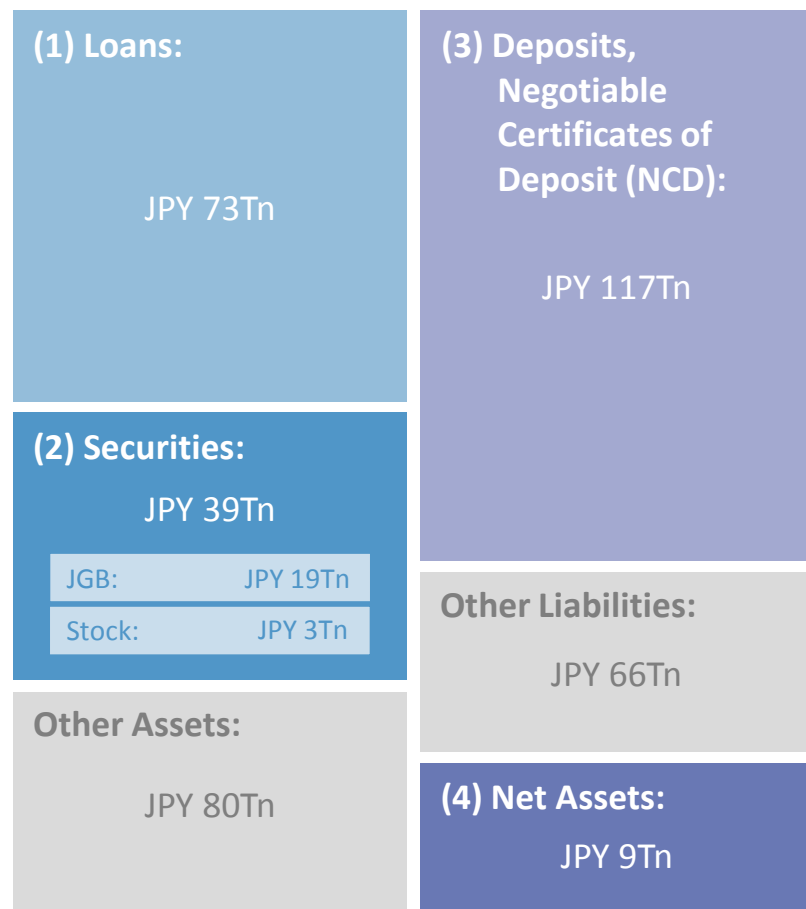 (1) Loans:
JPY 73Tn
(2) Securities:
JPY 39Tn
JGB: JPY 19Tn
Stock: JPY 3Tn
Other Assets:
JPY 80Tn
(3) Deposits,
Negotiable
Certificates of
Deposit (NCD):
JPY 117Tn
Other Liabilities:
JPY 66Tn
(4) Net Assets:
JPY 9Tn